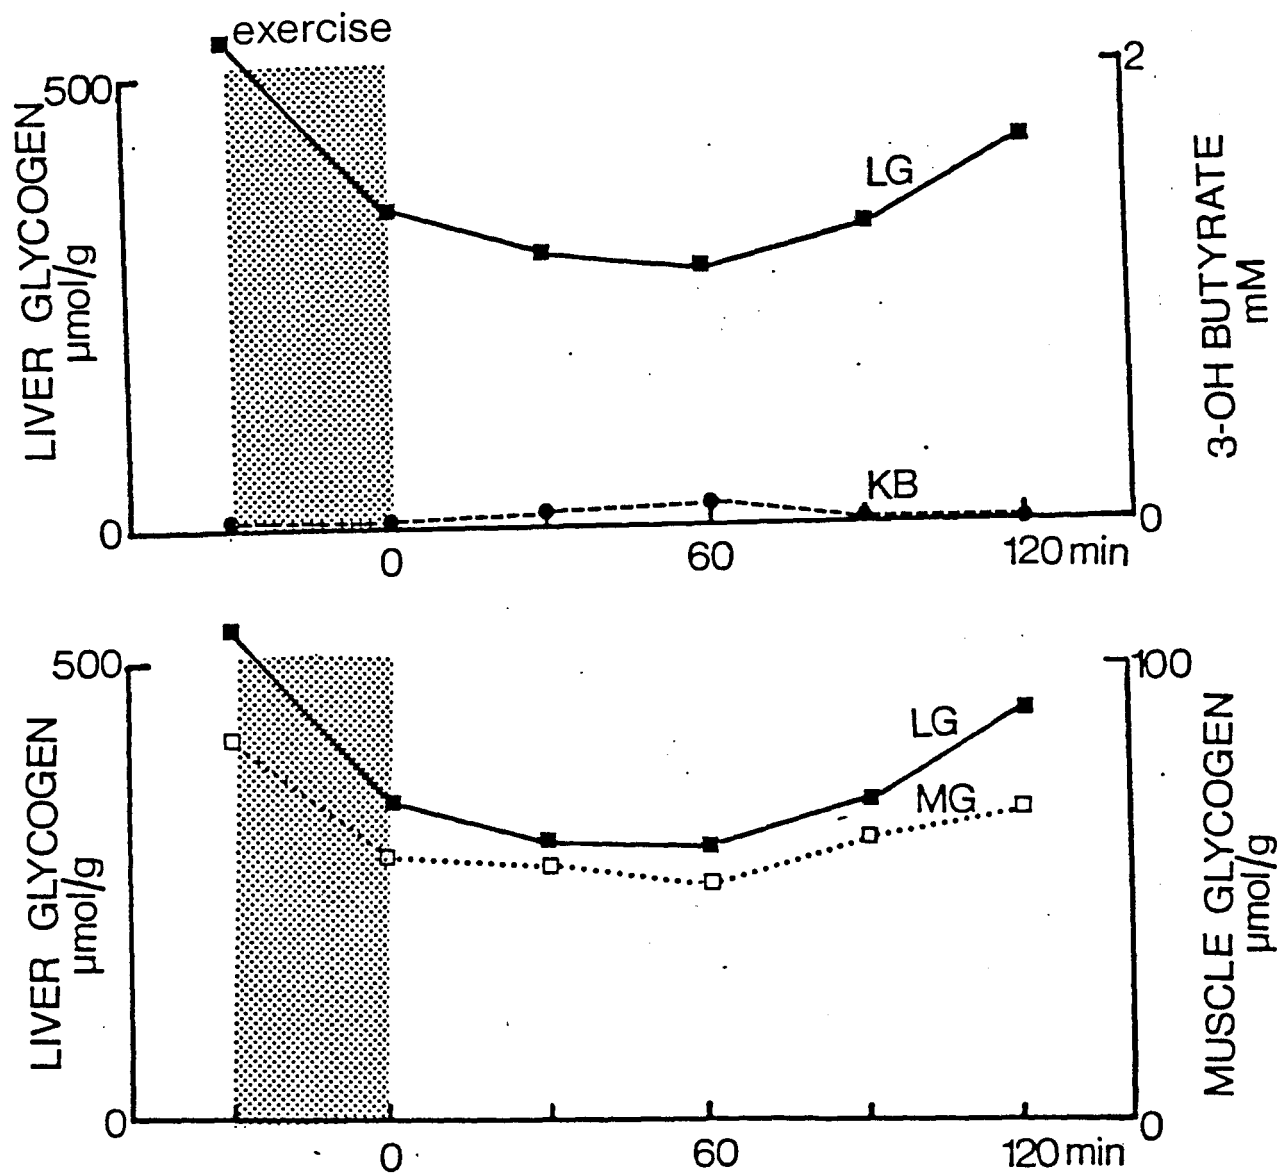 exercise
500
2
LIVER GLYCOGEN
µmol/g
LG
3-OH BUTYRATE
mM
KB
0
0
0
60
120 min
500
100
LIVER GLYCOGEN
µmol/g
LG
MG
MUSCLE GLYCOGEN
µmol/g
0
0
0
60
120 min